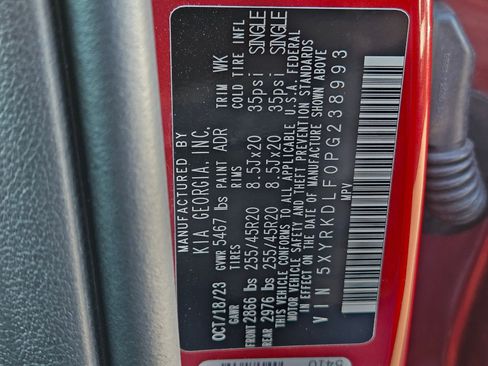 MANUFACTURED BY
KIA GEORGIA, INC.
OCT/18/23 GVWR 5467 lbs PAINT ADR TRIM WK
GAWR TIRES RIMS COLD TIRE INFL
FRONT 2866 lbs 255/45R20 8.5Jx20 35psi SINGLE
REAR 2976 lbs 255/45R20 8.5Jx20 35psi SINGLE
THIS VEHICLE CONFORMS TO ALL APPLICABLE U.S.A. FEDERAL
MOTOR VEHICLE SAFETY AND THEFT PREVENTION STANDARDS
IN EFFECT ON THE DATE OF MANUFACTURE SHOWN ABOVE
VIN 5XYRKDLF0PG238993
MPV
5410